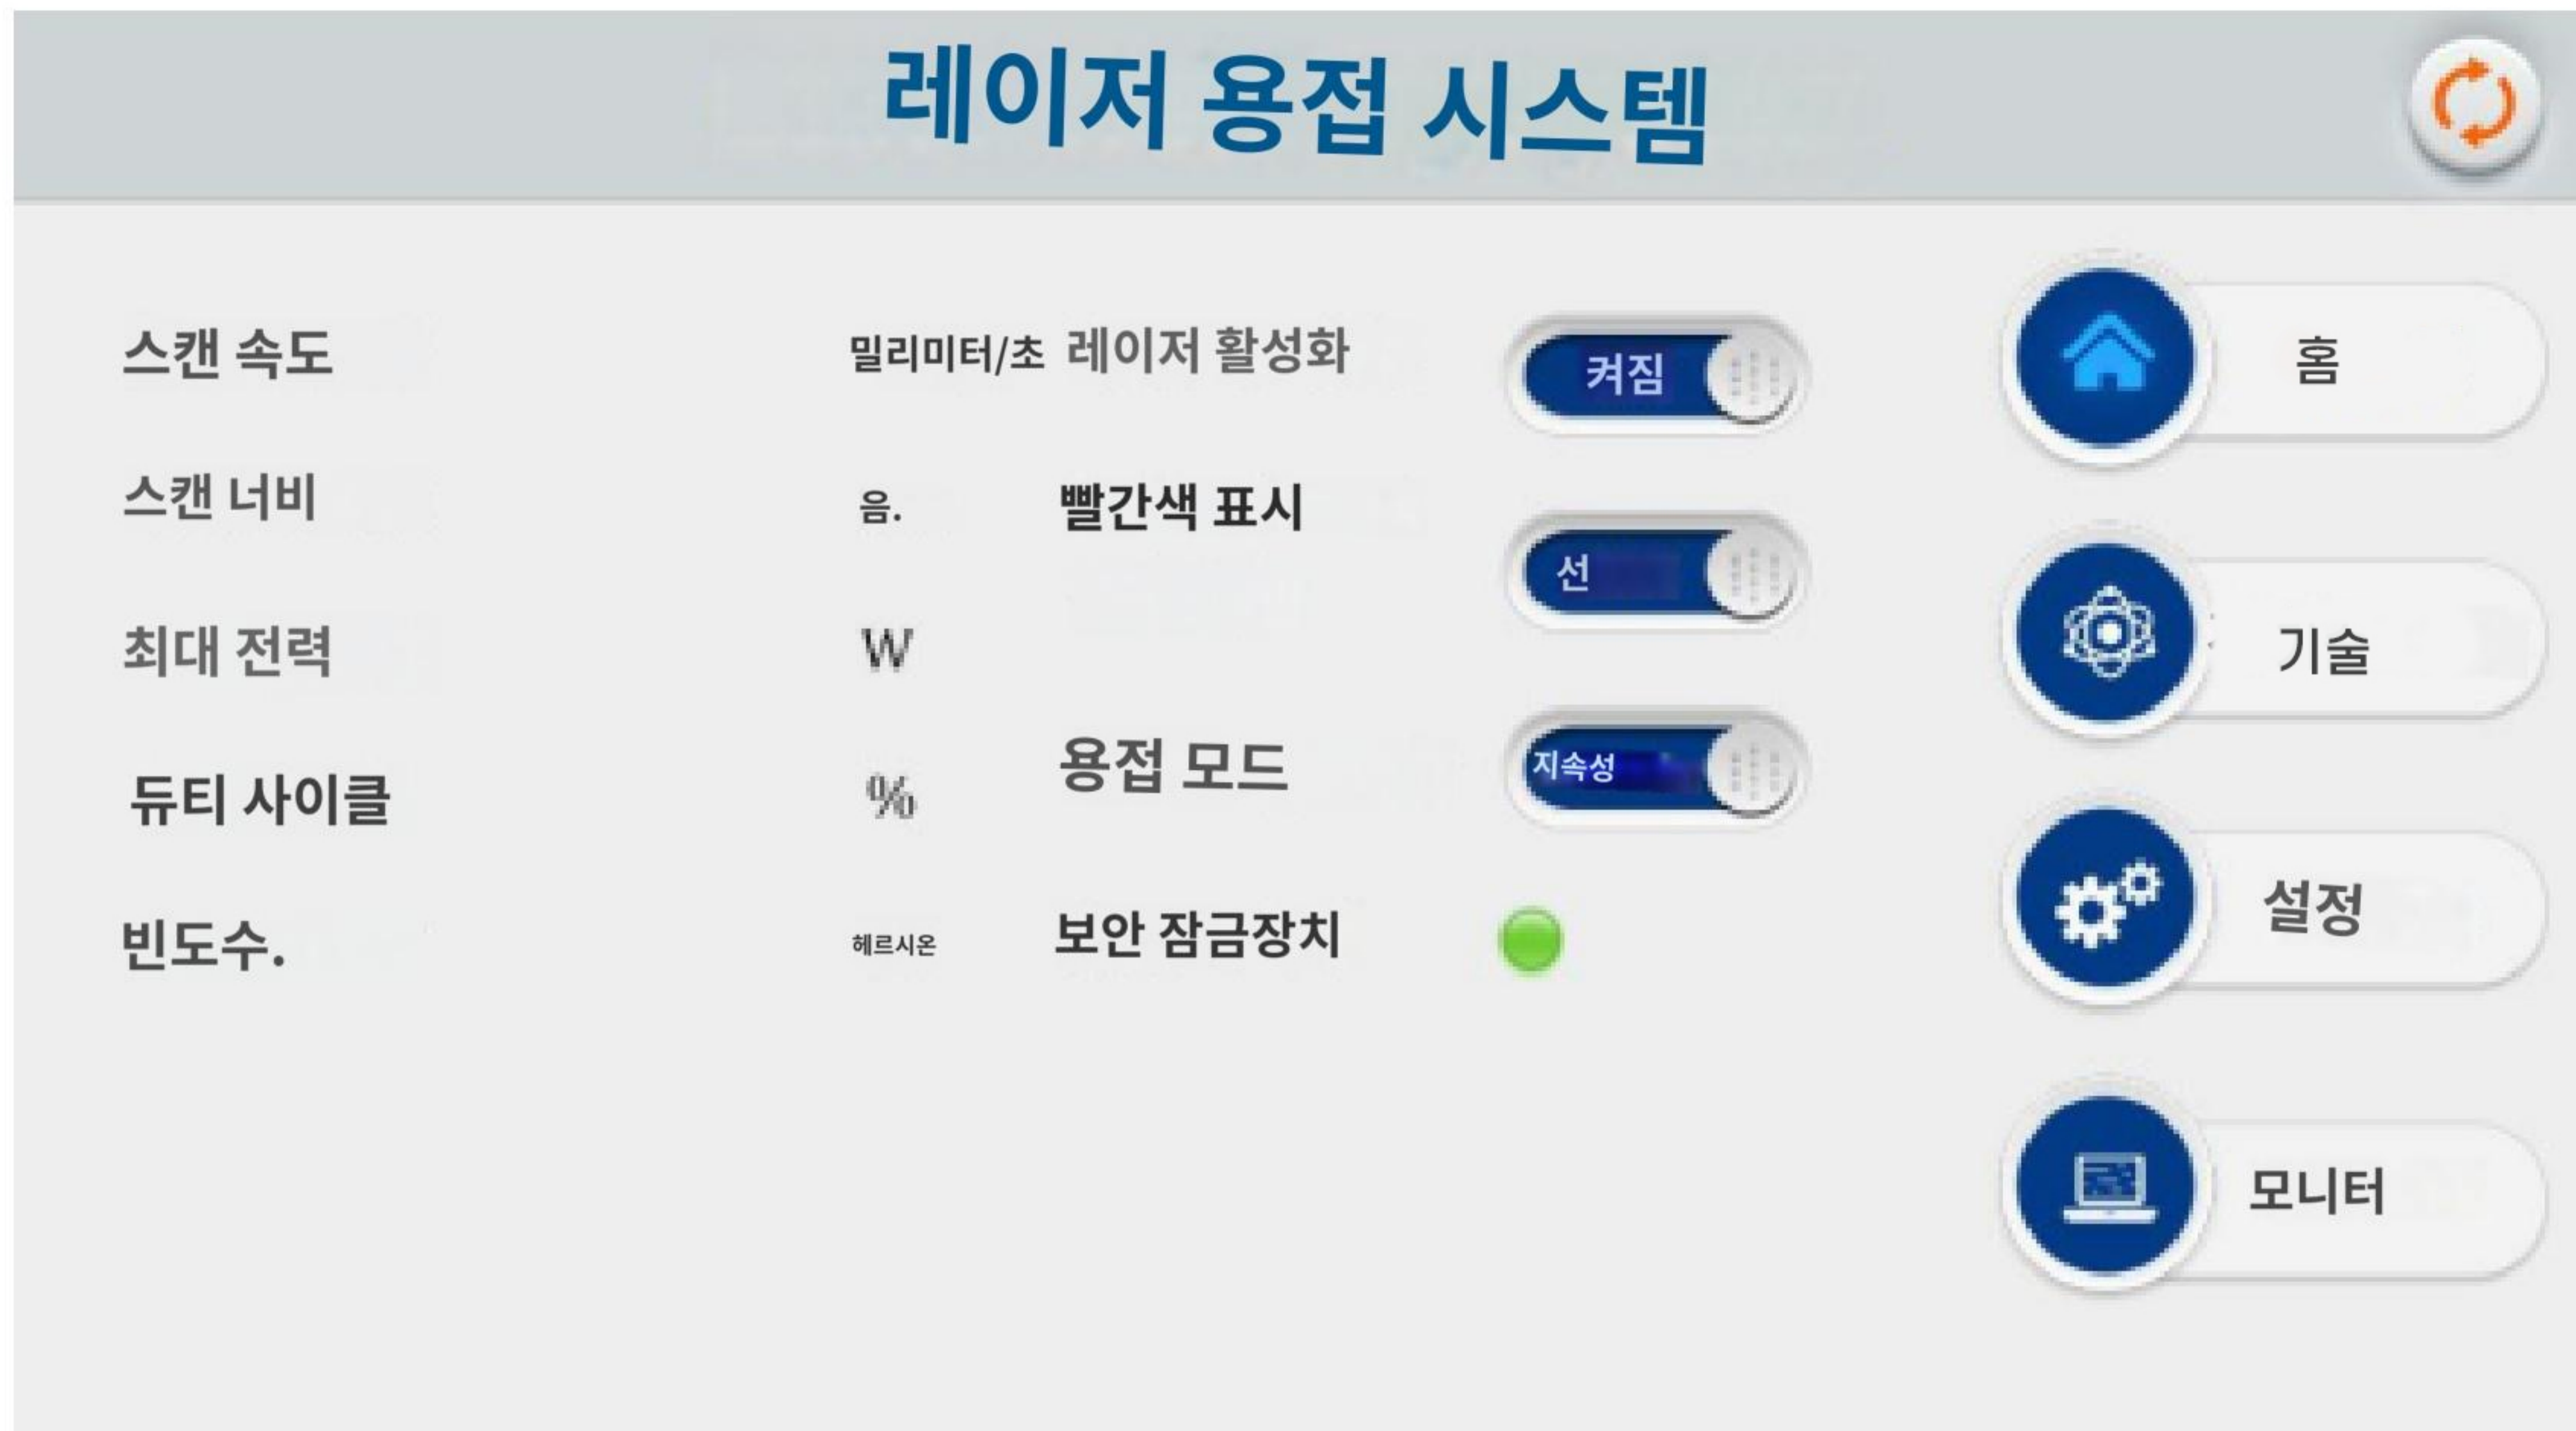 레이저 용접 시스템
스캔 속도
밀리미터/초
레이저 활성화
켜짐
홈
스캔 너비
음.
빨간색 표시
선
기술
최대 전력
W
용접 모드
지속성
듀티 사이클
%
설정
빈도수.
헤르시온
보안 잠금장치
모니터